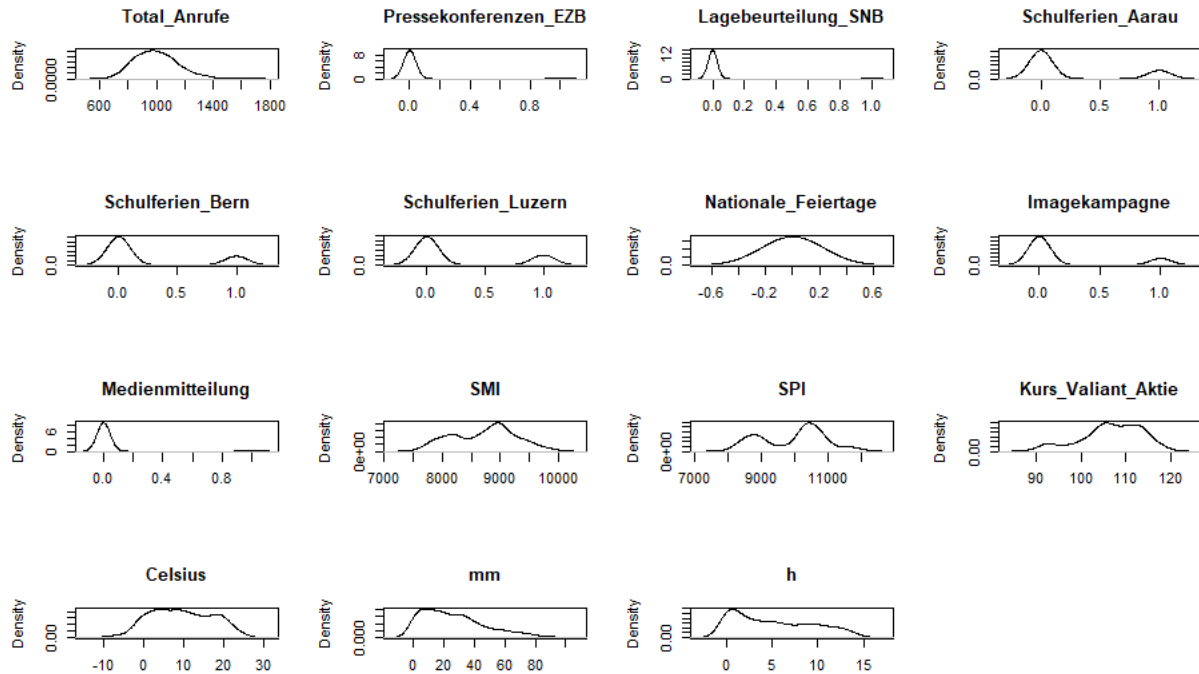 Total_Anrufe
Density
0.0000
600 1000 1400 1800
Pressekonferenzen_EZB
Density
0 8
0.0 0.4 0.8
Lagebeurteilung_SNB
Density
0 12
0.0 0.2 0.4 0.6 0.8 1.0
Schulferien_Aarau
Density
0.0
0.0 0.5 1.0
Schulferien_Bern
Density
0.0
0.0 0.5 1.0
Schulferien_Luzern
Density
0.0
0.0 0.5 1.0
Nationale_Feiertage
Density
0.0
-0.6 -0.2 0.2 0.6
Imagekampagne
Density
0.0
0.0 0.5 1.0
Medienmitteilung
Density
0 6
0.0 0.4 0.8
SMI
Density
0e+00
7000 8000 9000 10000
SPI
Density
0e+00
7000 9000 11000
Kurs_Valiant_Aktie
Density
0.00
90 100 110 120
Celsius
Density
0.00
-10 0 10 20 30
mm
Density
0.000
0 20 40 60 80
h
Density
0.00
0 5 10 15